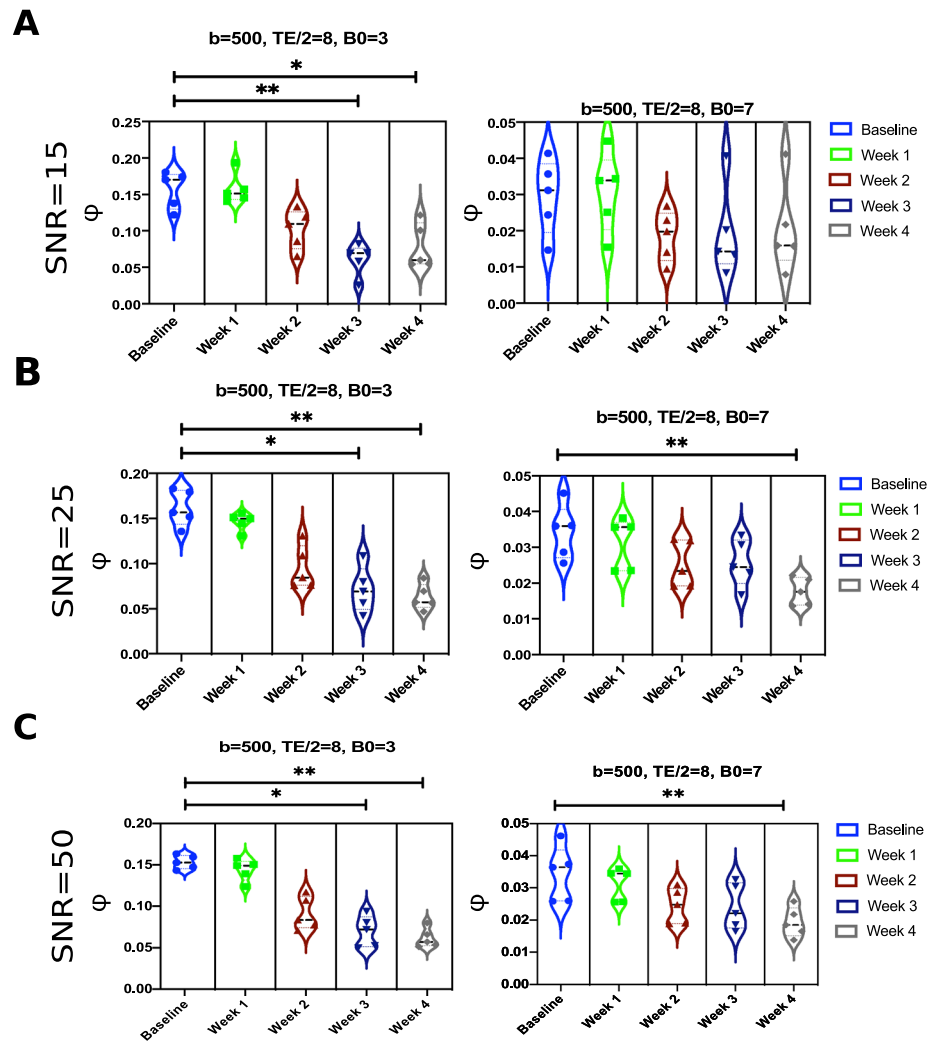 A
b=500, TE/2=8, B0=3
*
**
SNR=15
φ
0.25
0.20
0.15
0.10
0.05
0.00
Baseline
Week 1
Week 2
Week 3
Week 4
b=500, TE/2=8, B0=7
φ
0.05
0.04
0.03
0.02
0.01
0.00
Baseline
Week 1
Week 2
Week 3
Week 4
Baseline
Week 1
Week 2
Week 3
Week 4
B
b=500, TE/2=8, B0=3
**
*
SNR=25
φ
0.20
0.15
0.10
0.05
0.00
Baseline
Week 1
Week 2
Week 3
Week 4
b=500, TE/2=8, B0=7
**
φ
0.05
0.04
0.03
0.02
0.01
0.00
Baseline
Week 1
Week 2
Week 3
Week 4
Baseline
Week 1
Week 2
Week 3
Week 4
C
b=500, TE/2=8, B0=3
**
*
SNR=50
φ
0.20
0.15
0.10
0.05
0.00
Baseline
Week 1
Week 2
Week 3
Week 4
b=500, TE/2=8, B0=7
**
φ
0.05
0.04
0.03
0.02
0.01
0.00
Baseline
Week 1
Week 2
Week 3
Week 4
Baseline
Week 1
Week 2
Week 3
Week 4